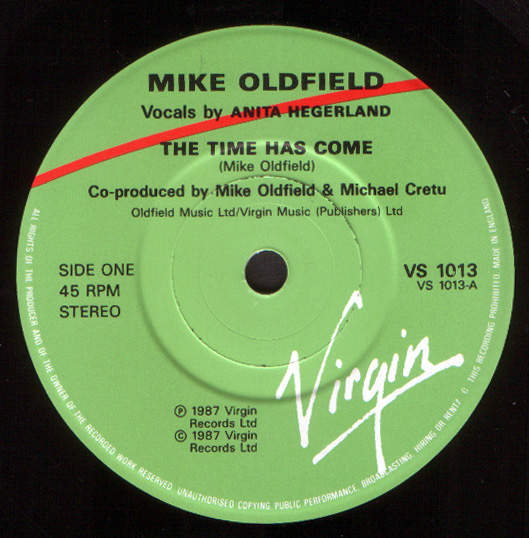 MIKE OLDFIELD
Vocals by ANITA HEGERLAND
THE TIME HAS COME
(Mike Oldfield)
Co-produced by Mike Oldfield & Michael Cretu
Oldfield Music Ltd/Virgin Music (Publishers) Ltd
SIDE ONE
45 RPM
STEREO
VS 1013
VS 1013-A
Virgin
℗ 1987 Virgin
Records Ltd
© 1987 Virgin
Records Ltd
ALL RIGHTS OF THE PRODUCER AND OF THE OWNER OF THE RECORDED WORK RESERVED. UNAUTHORISED COPYING, PUBLIC PERFORMANCE, BROADCASTING, HIRING OR RENTAL OF THIS RECORDING PROHIBITED. MADE IN ENGLAND.